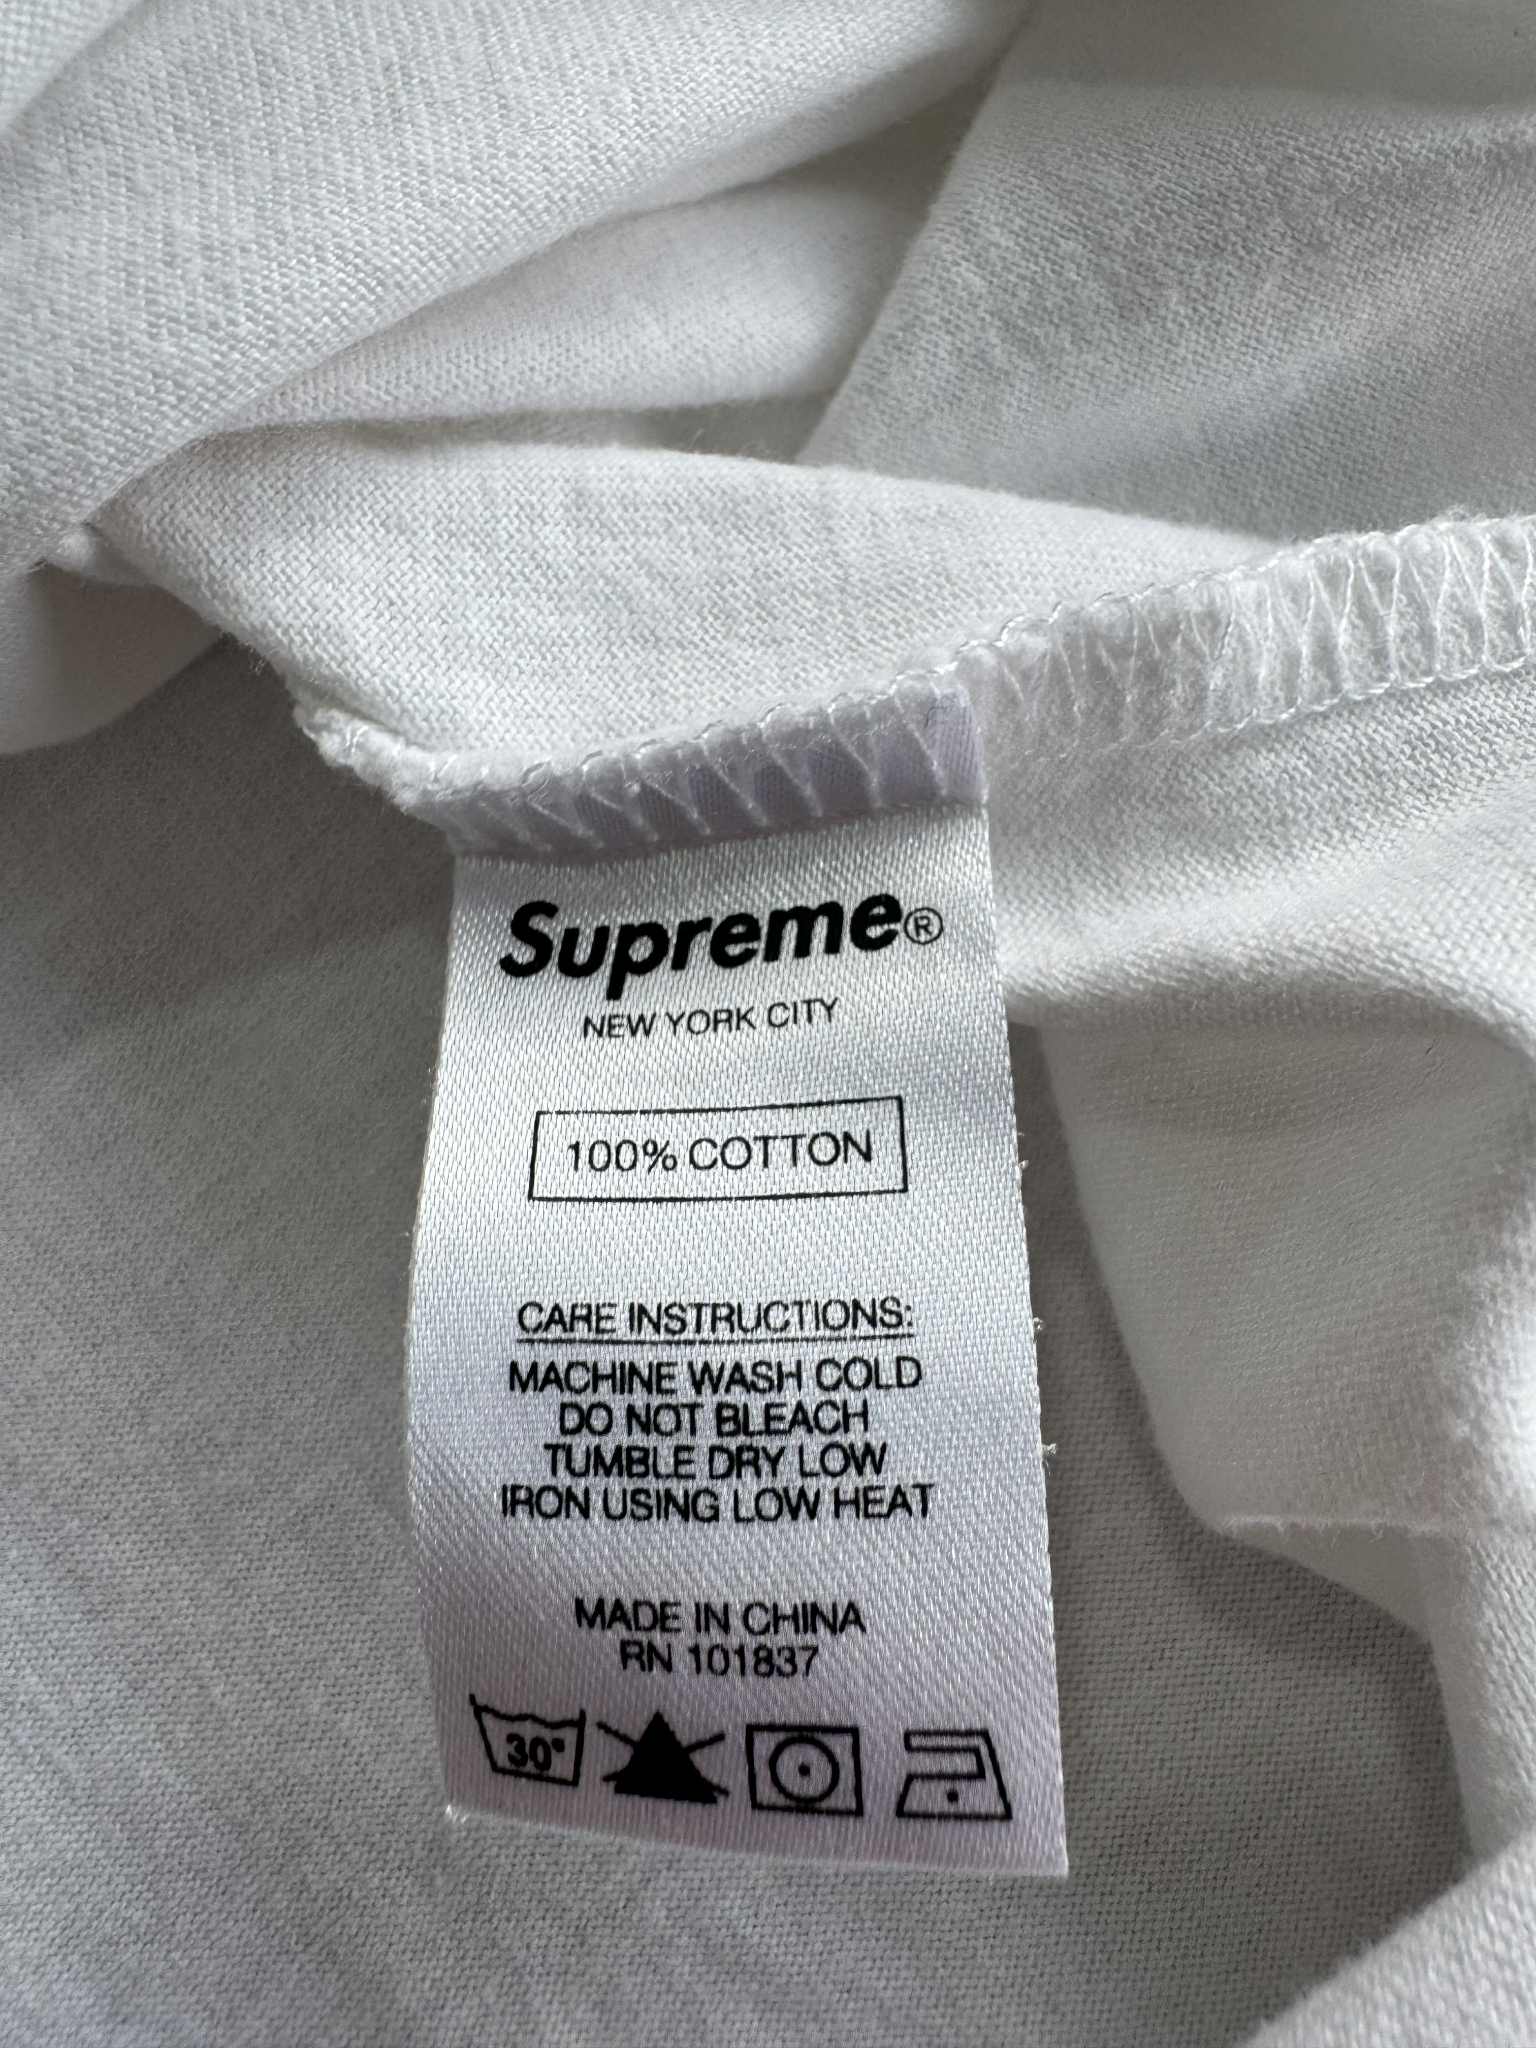 Supreme®
NEW YORK CITY
100% COTTON
CARE INSTRUCTIONS:
MACHINE WASH COLD
DO NOT BLEACH
TUMBLE DRY LOW
IRON USING LOW HEAT
MADE IN CHINA
RN 101837
30°